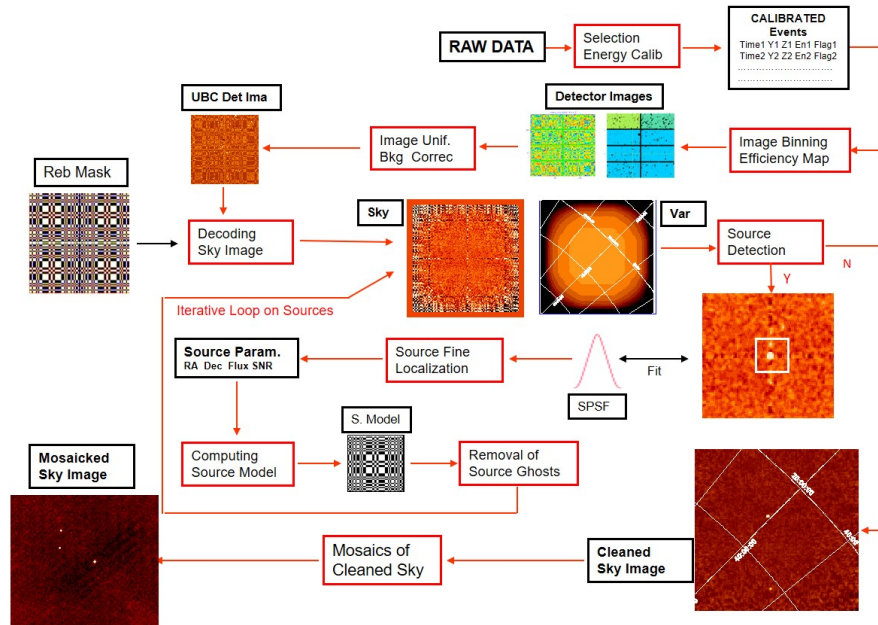 RAW DATA
Selection
Energy Calib
CALIBRATED
Events
Time1 Y1 Z1 En1 Flag1
Time2 Y2 Z2 En2 Flag2
................................
................................
UBC Det Ima
Detector Images
Image Unif.
Bkg Correc
Image Binning
Efficiency Map
Reb Mask
Decoding
Sky Image
Sky
Var
Source
Detection
N
Y
Iterative Loop on Sources
Source Param.
RA Dec Flux SNR
Source Fine
Localization
Fit
SPSF
S. Model
Computing
Source Model
Removal of
Source Ghosts
Mosaicked
Sky Image
Mosaics of
Cleaned Sky
Cleaned
Sky Image